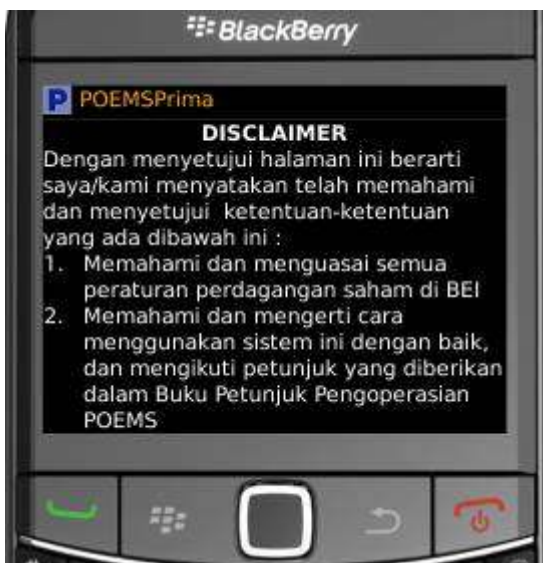 BlackBerry
P POEMSPrima
DISCLAIMER
Dengan menyetujui halaman ini berarti
saya/kami menyatakan telah memahami
dan menyetujui ketentuan-ketentuan
yang ada dibawah ini :
1. Memahami dan menguasai semua
peraturan perdagangan saham di BEI
2. Memahami dan mengerti cara
menggunakan sistem ini dengan baik,
dan mengikuti petunjuk yang diberikan
dalam Buku Petunjuk Pengoperasian
POEMS